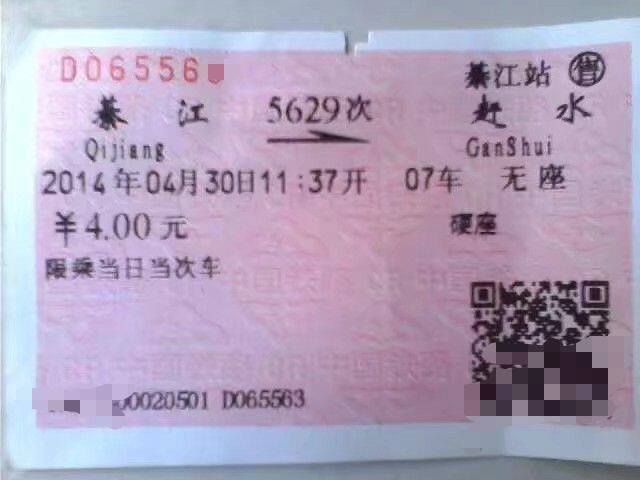 D06556
綦江站 售
綦江 5629次 赶水
Qijiang GanShui
2014年04月30日11:37开 07车 无座
￥4.00元 硬座
限乘当日当次车
00020501 D065563